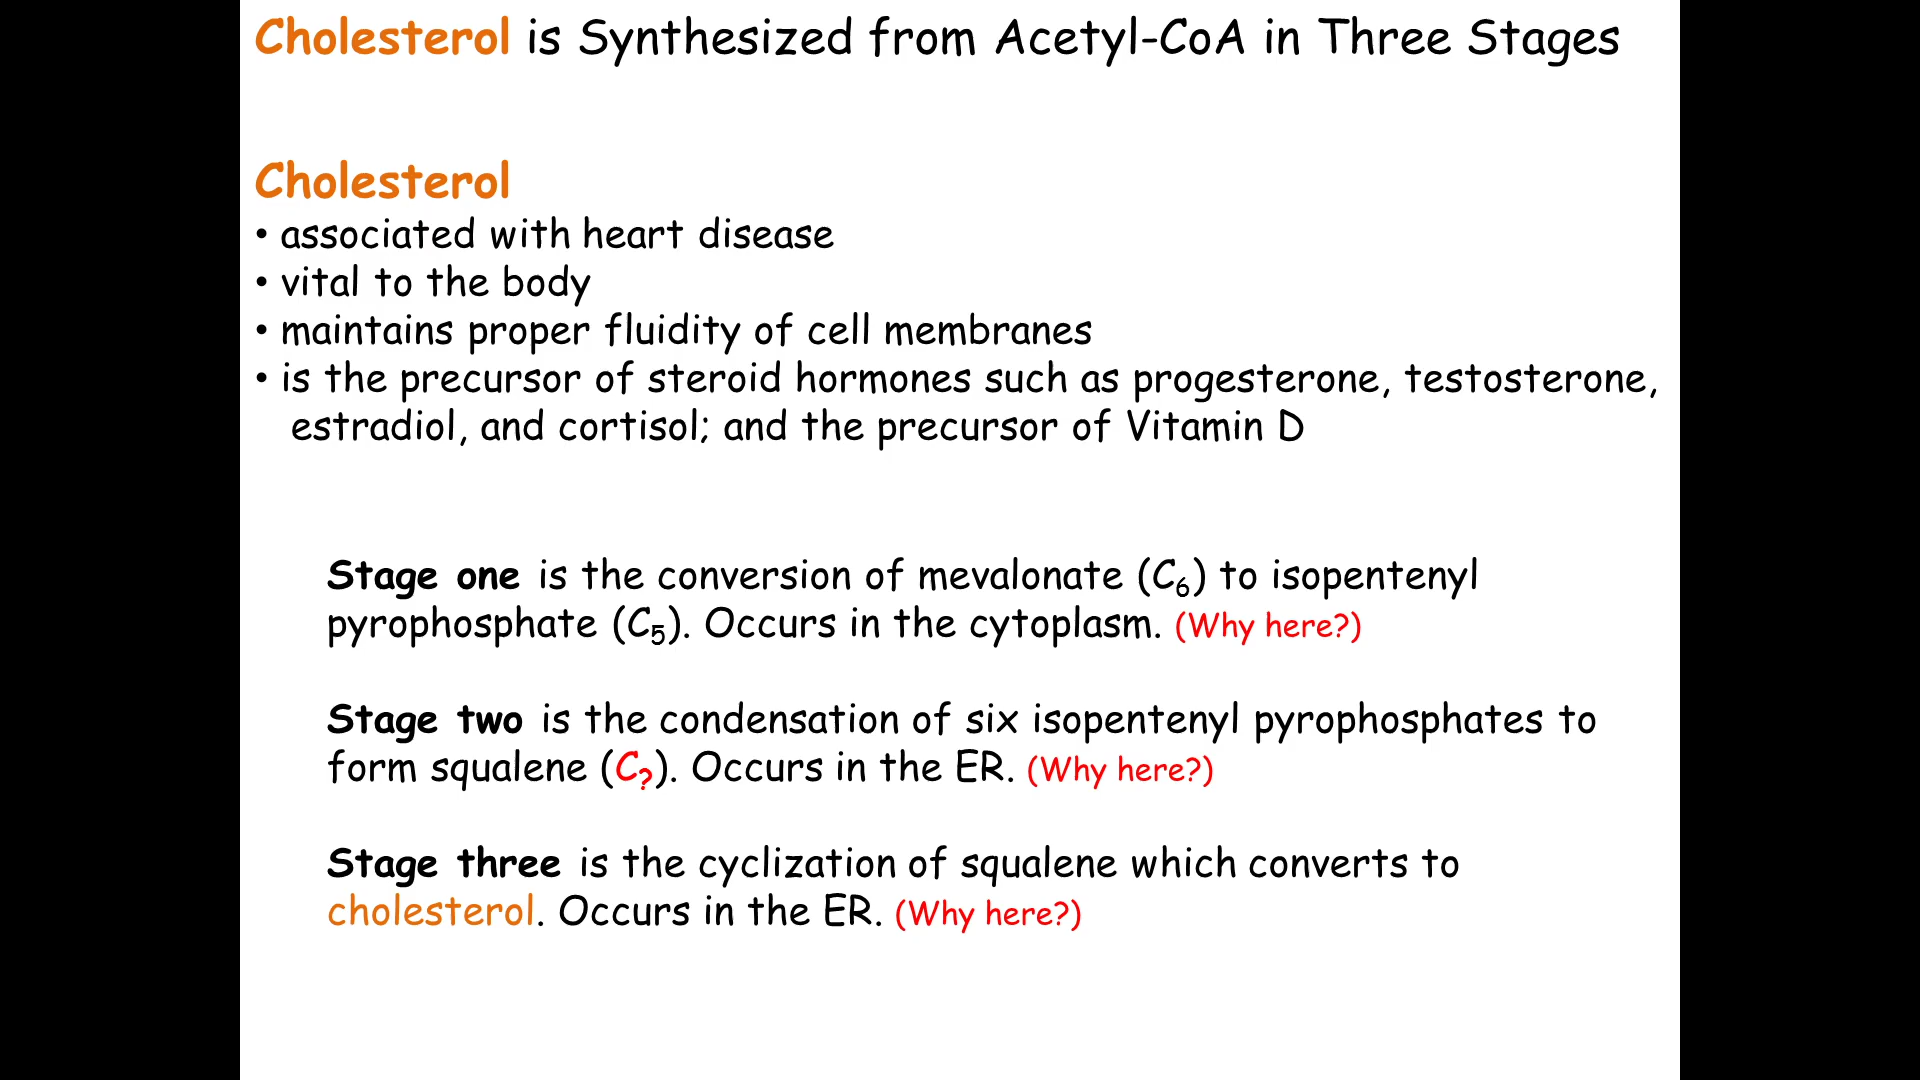 Cholesterol is Synthesized from Acetyl-CoA in Three Stages
Cholesterol
• associated with heart disease
• vital to the body
• maintains proper fluidity of cell membranes
• is the precursor of steroid hormones such as progesterone, testosterone,
estradiol, and cortisol; and the precursor of Vitamin D
Stage one is the conversion of mevalonate (C₆) to isopentenyl
pyrophosphate (C₅). Occurs in the cytoplasm. (Why here?)
Stage two is the condensation of six isopentenyl pyrophosphates to
form squalene (C?). Occurs in the ER. (Why here?)
Stage three is the cyclization of squalene which converts to
cholesterol. Occurs in the ER. (Why here?)